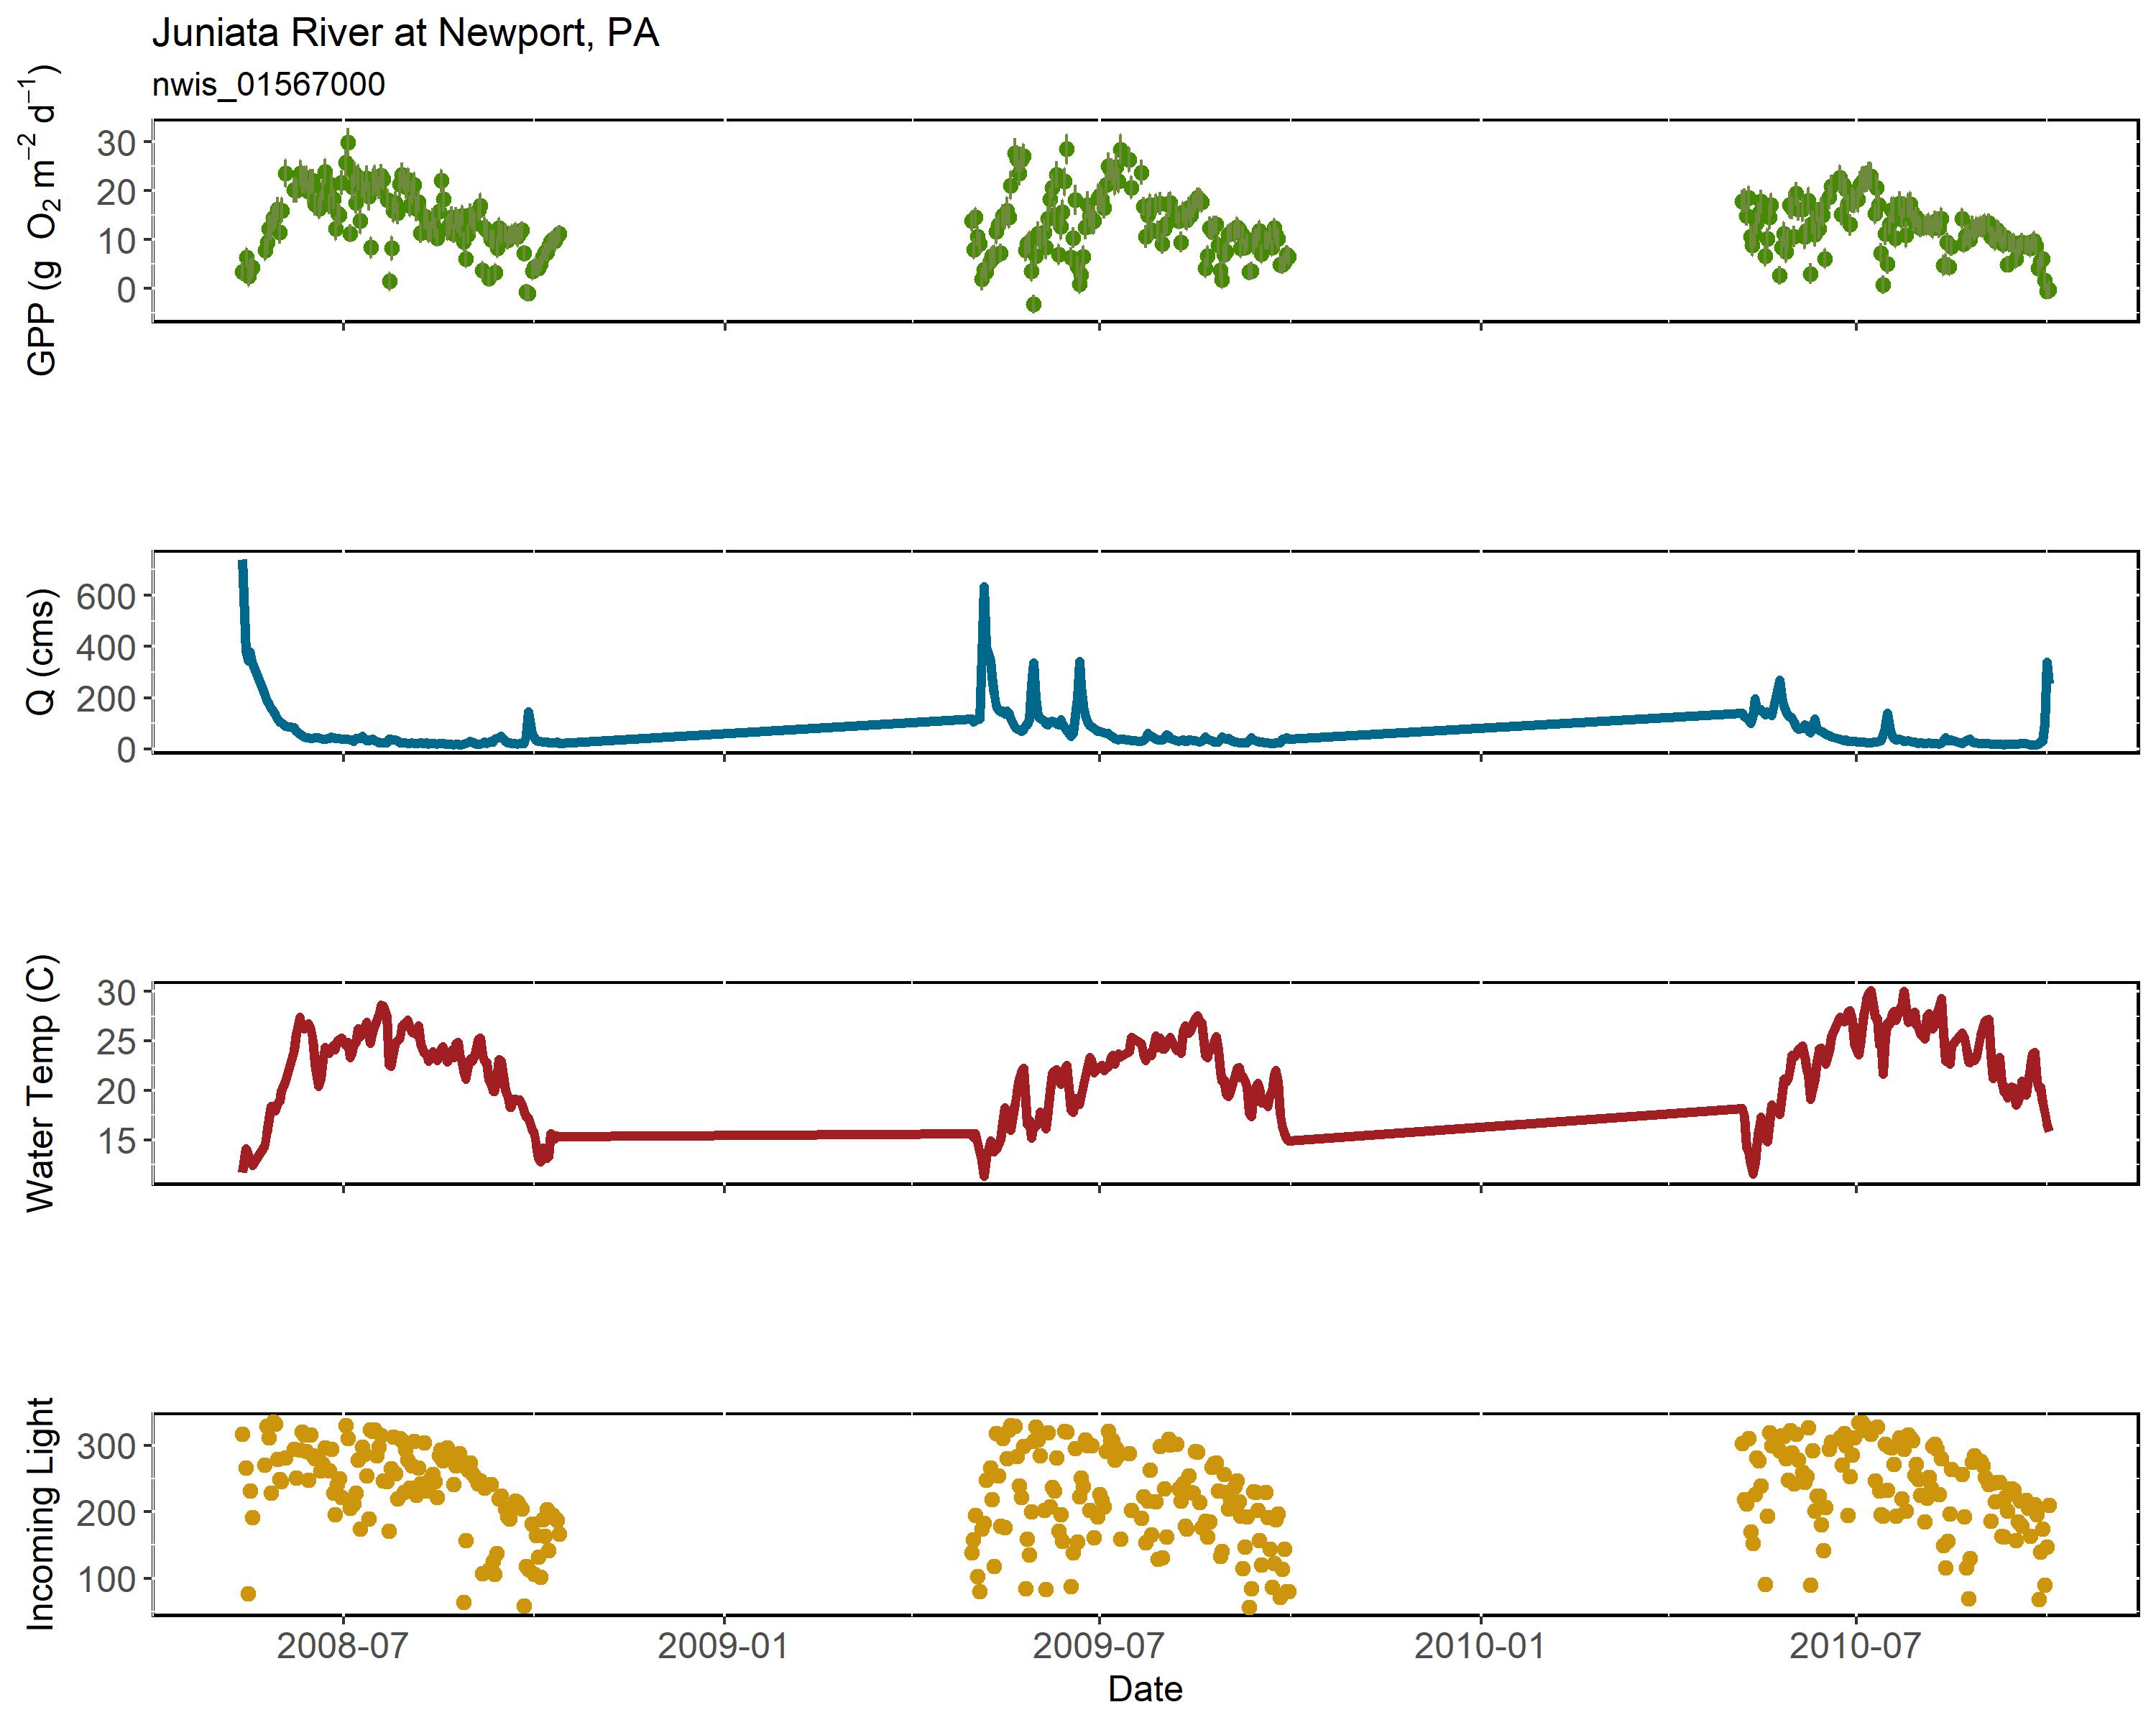 Juniata River at Newport, PA
nwis_01567000
GPP (g O₂ m⁻² d⁻¹)
30
20
10
0
Q (cms)
600
400
200
0
Water Temp (C)
30
25
20
15
Incoming Light
300
200
100
2008-07 2009-01 2009-07 2010-01 2010-07
Date